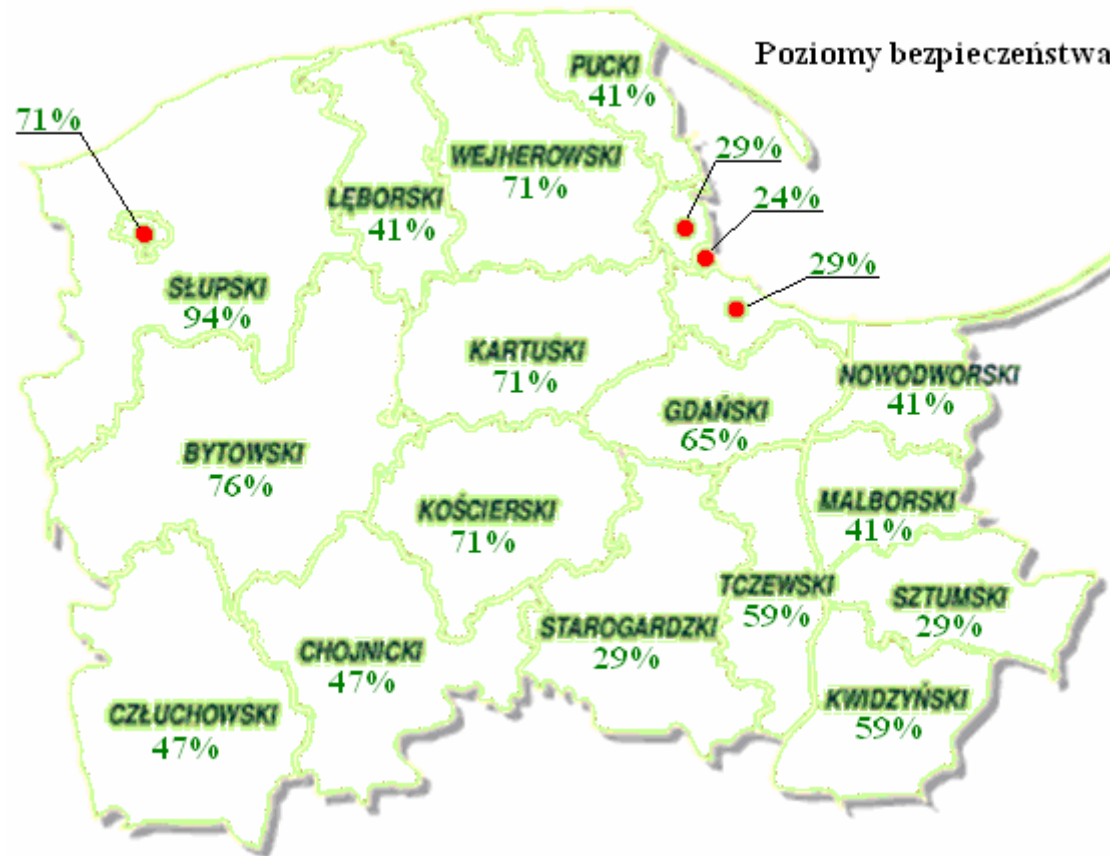 Poziomy bezpieczeństwa
PUCKI
41%
71%
WEJHEROWSKI
71%
29%
LĘBORSKI
41%
24%
29%
SŁUPSKI
94%
KARTUSKI
71%
NOWODWORSKI
41%
GDAŃSKI
65%
BYTOWSKI
76%
KOŚCIERSKI
71%
MALBORSKI
41%
TCZEWSKI
59%
SZTUMSKI
29%
STAROGARDZKI
29%
CHOJNICKI
47%
CZŁUCHOWSKI
47%
KWIDZYŃSKI
59%